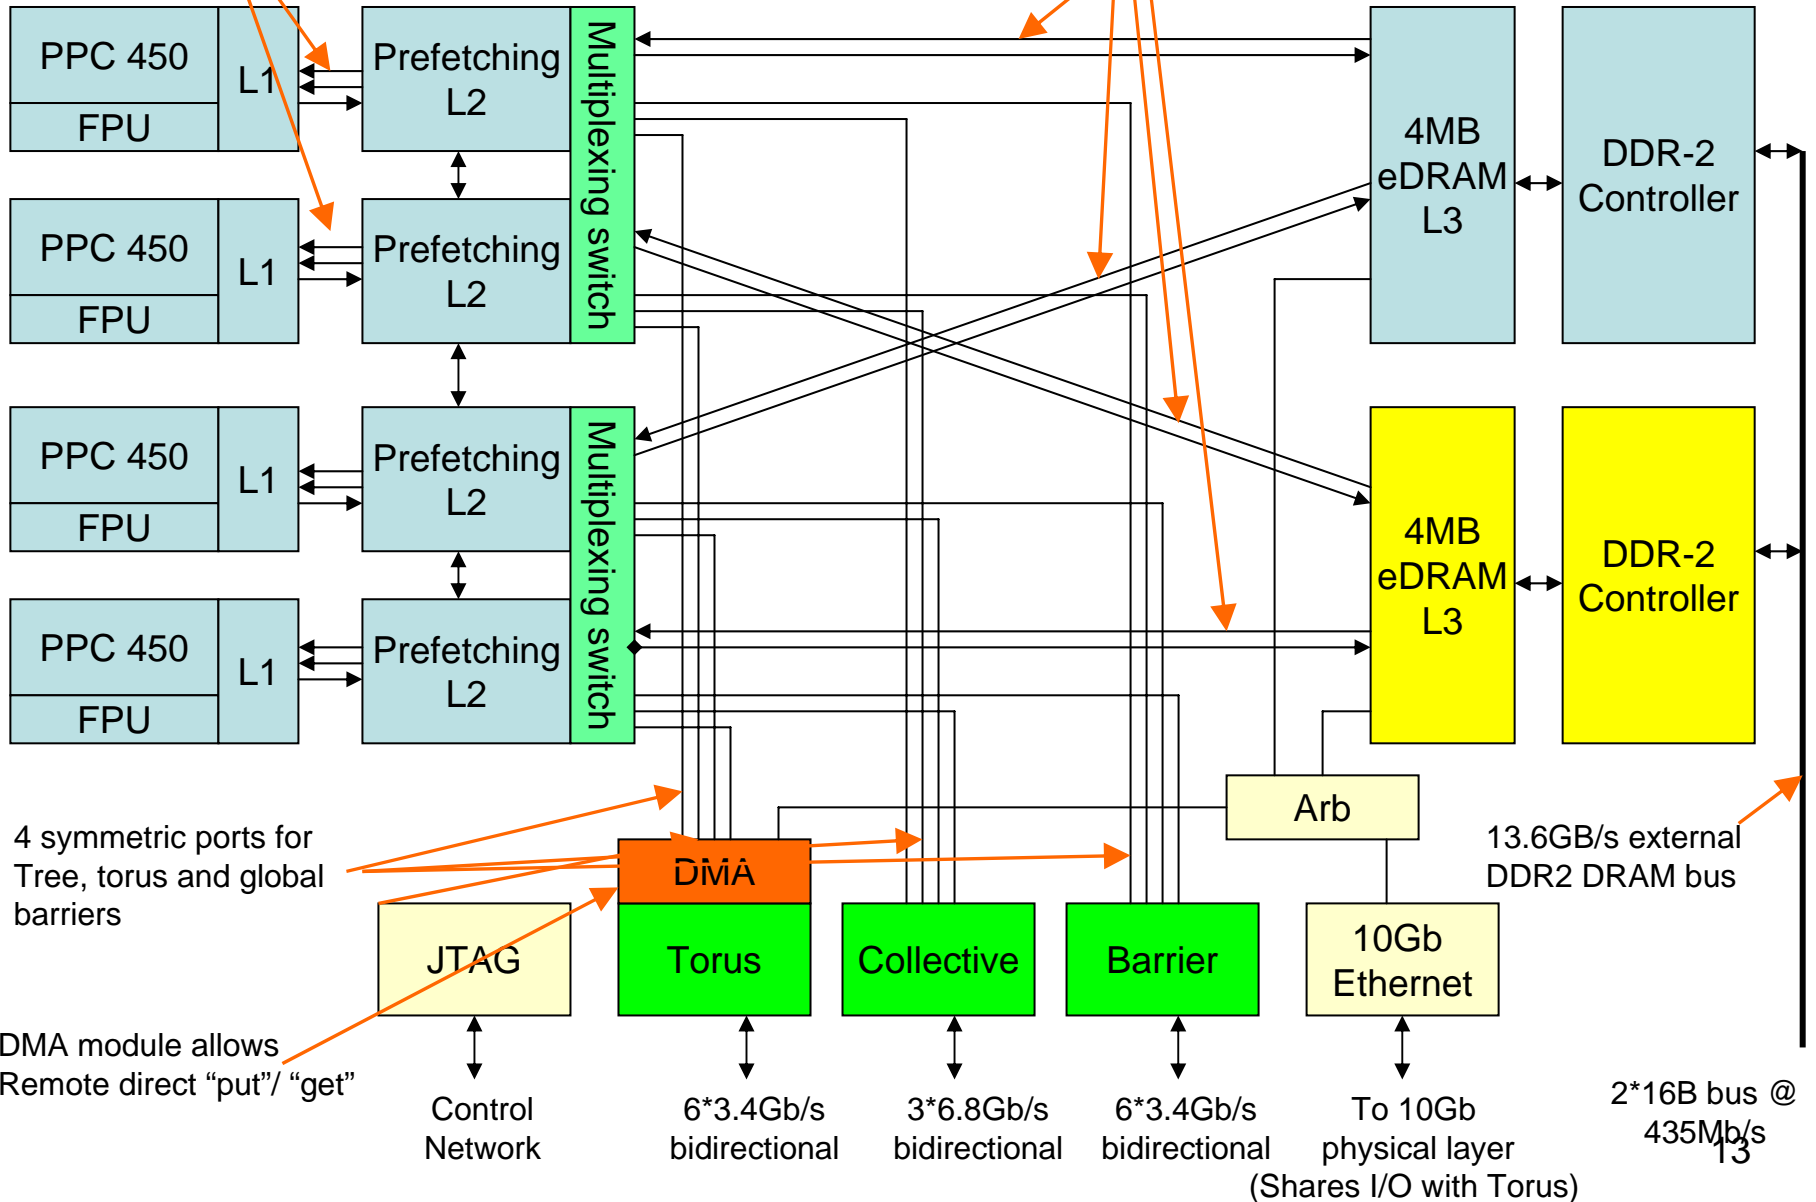 PPC 450
FPU
L1
Prefetching
L2
Multiplexing switch
4MB
eDRAM
L3
DDR-2
Controller
PPC 450
FPU
L1
Prefetching
L2
PPC 450
FPU
L1
Prefetching
L2
Multiplexing switch
4MB
eDRAM
L3
DDR-2
Controller
PPC 450
FPU
L1
Prefetching
L2
Arb
4 symmetric ports for
Tree, torus and global
barriers
13.6GB/s external
DDR2 DRAM bus
DMA
JTAG
Torus
Collective
Barrier
10Gb
Ethernet
DMA module allows
Remote direct “put”/ “get”
Control
Network
6*3.4Gb/s
bidirectional
3*6.8Gb/s
bidirectional
6*3.4Gb/s
bidirectional
To 10Gb
physical layer
(Shares I/O with Torus)
2*16B bus @
435Mb/s
13